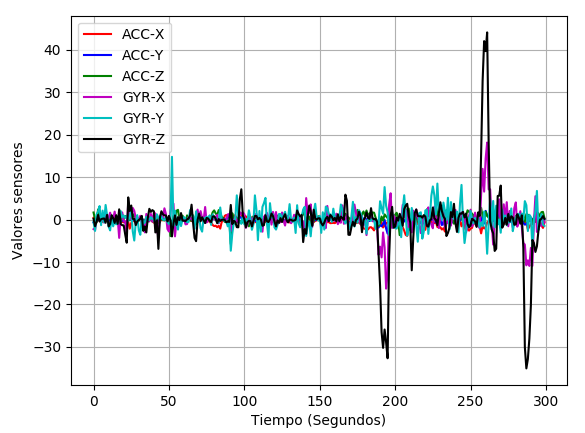 ACC-X
ACC-Y
ACC-Z
GYR-X
GYR-Y
GYR-Z
Valores sensores
40
30
20
10
0
−10
−20
−30
0 50 100 150 200 250 300
Tiempo (Segundos)